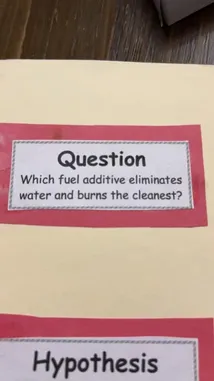 Question
Which fuel additive eliminates
water and burns the cleanest?
Hypothesis